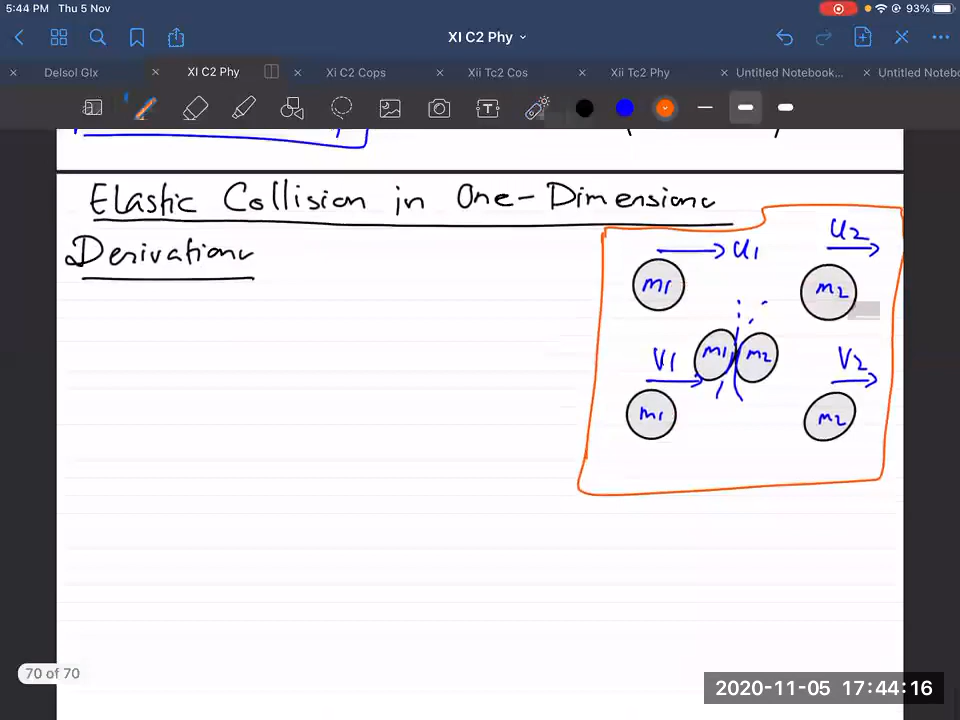 5:44 PM Thu 5 Nov 93%
XI C2 Phy
Delsol Glx XI C2 Phy Xi C2 Cops Xii Tc2 Cos Xii Tc2 Phy Untitled Notebook... Untitled Notebo
T
Elastic Collision in One-Dimension
Derivation
U1 U2
m1 m2
m1 m2
V1 V2
m1 m2
70 of 70
2020-11-05 17:44:16